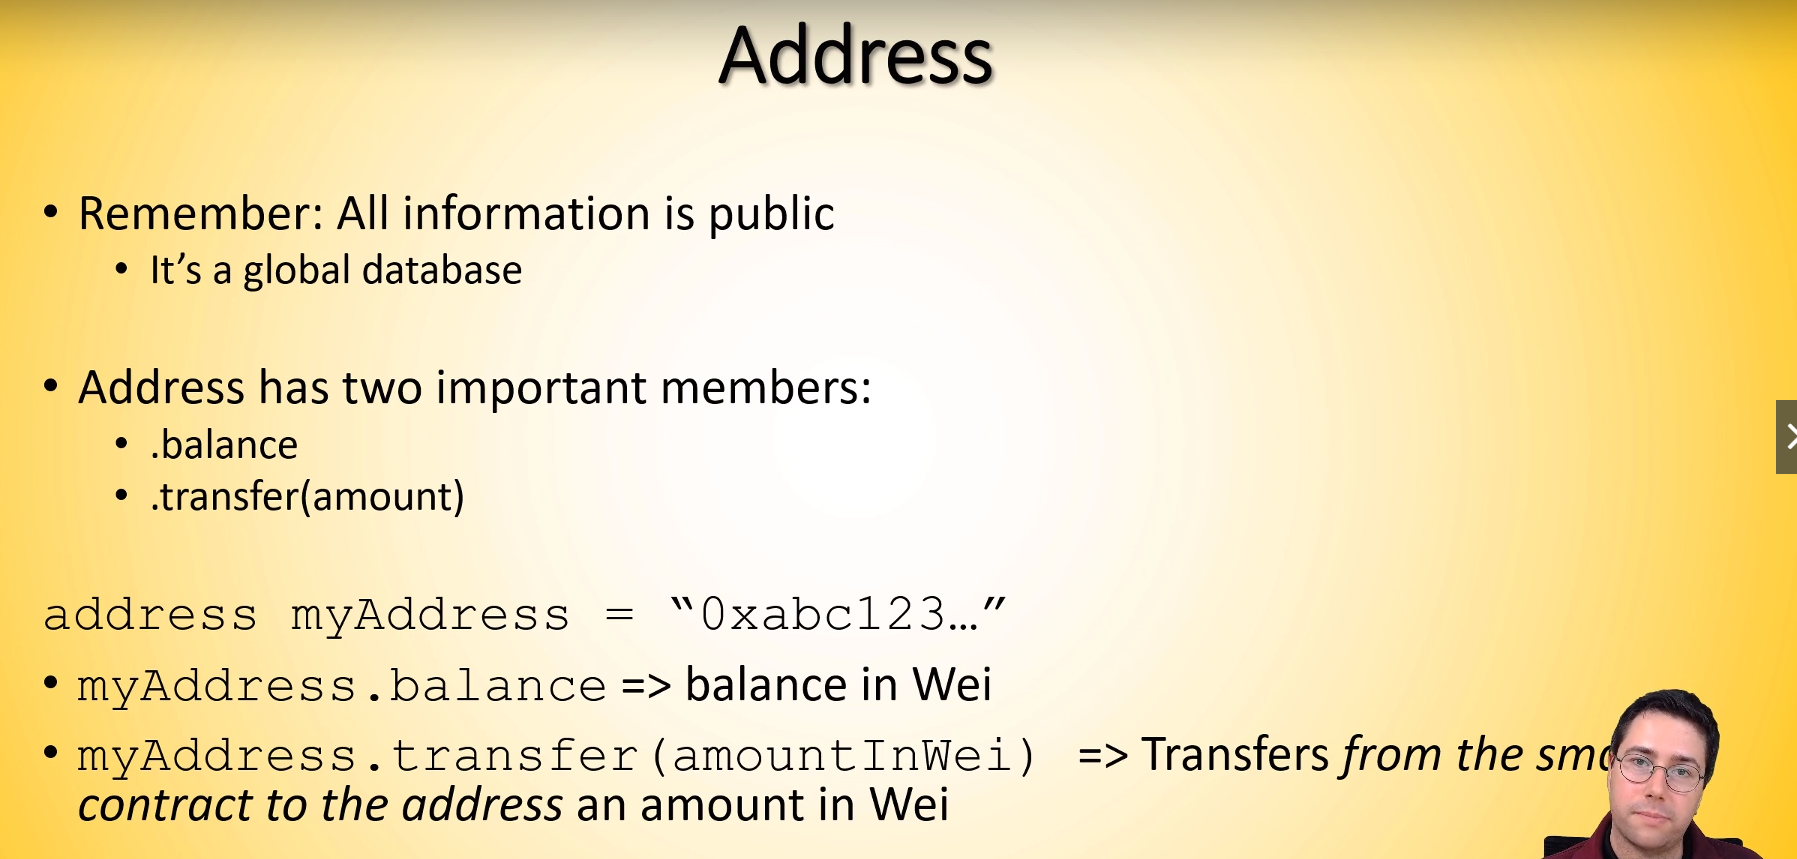 Address
• Remember: All information is public
• It’s a global database
• Address has two important members:
• .balance
• .transfer(amount)
address myAddress = “0xabc123…”
• myAddress.balance => balance in Wei
• myAddress.transfer(amountInWei) => Transfers from the
contract to the address an amount in Wei